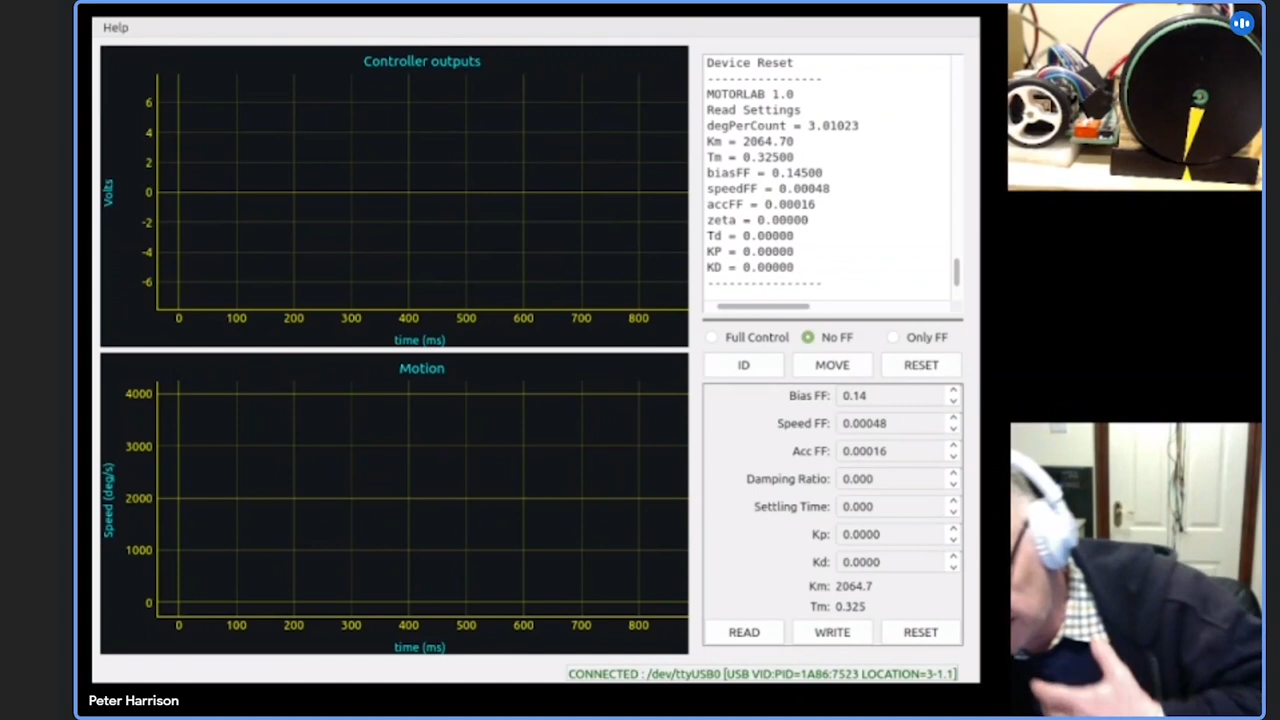 Help
Controller outputs
Volts
6
4
2
0
-2
-4
-6
0 100 200 300 400 500 600 700 800
time (ms)
Motion
Speed (deg/s)
4000
3000
2000
1000
0
0 100 200 300 400 500 600 700 800
time (ms)
Device Reset
----------------
MOTORLAB 1.0
Read Settings
degPerCount = 3.01023
Km = 2064.70
Tm = 0.32500
biasFF = 0.14500
speedFF = 0.00048
accFF = 0.00016
zeta = 0.00000
Td = 0.00000
KP = 0.00000
KD = 0.00000
----------------
Full Control No FF Only FF
ID MOVE RESET
Bias FF: 0.14
Speed FF: 0.00048
Acc FF: 0.00016
Damping Ratio: 0.000
Settling Time: 0.000
Kp: 0.0000
Kd: 0.0000
Km: 2064.7
Tm: 0.325
READ WRITE RESET
CONNECTED : /dev/ttyUSB0 [USB VID:PID=1A86:7523 LOCATION=3-1.1]
Peter Harrison